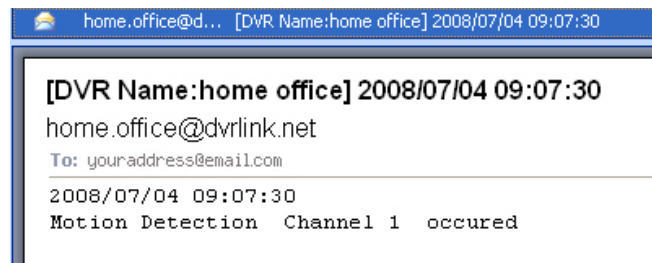 home.office@d... [DVR Name:home office] 2008/07/04 09:07:30
[DVR Name:home office] 2008/07/04 09:07:30
home.office@dvrlink.net
To: youraddress@email.com
2008/07/04 09:07:30
Motion Detection Channel 1 occured